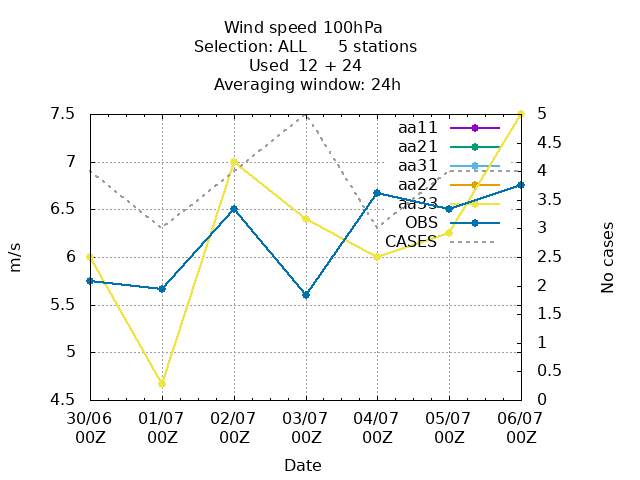 Wind speed 100hPa
Selection: ALL 5 stations
Used 12 + 24
Averaging window: 24h
7.5
7
6.5
6
5.5
5
4.5
m/s
5
4.5
4
3.5
3
2.5
2
1.5
1
0.5
0
No cases
aa11
aa21
aa31
aa22
aa33
OBS
CASES
30/06 01/07 02/07 03/07 04/07 05/07 06/07
00Z 00Z 00Z 00Z 00Z 00Z 00Z
Date